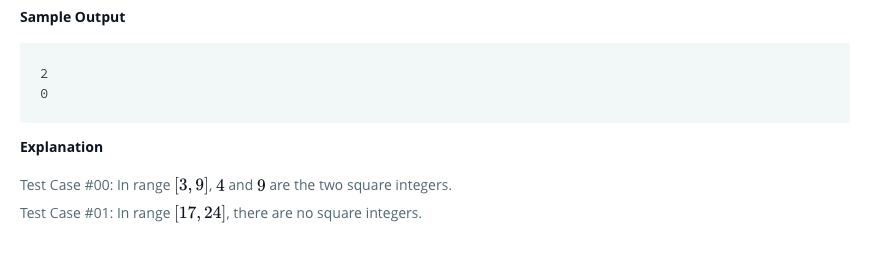 Sample Output
2
0
Explanation
Test Case #00: In range [3, 9], 4 and 9 are the two square integers.
Test Case #01: In range [17, 24], there are no square integers.